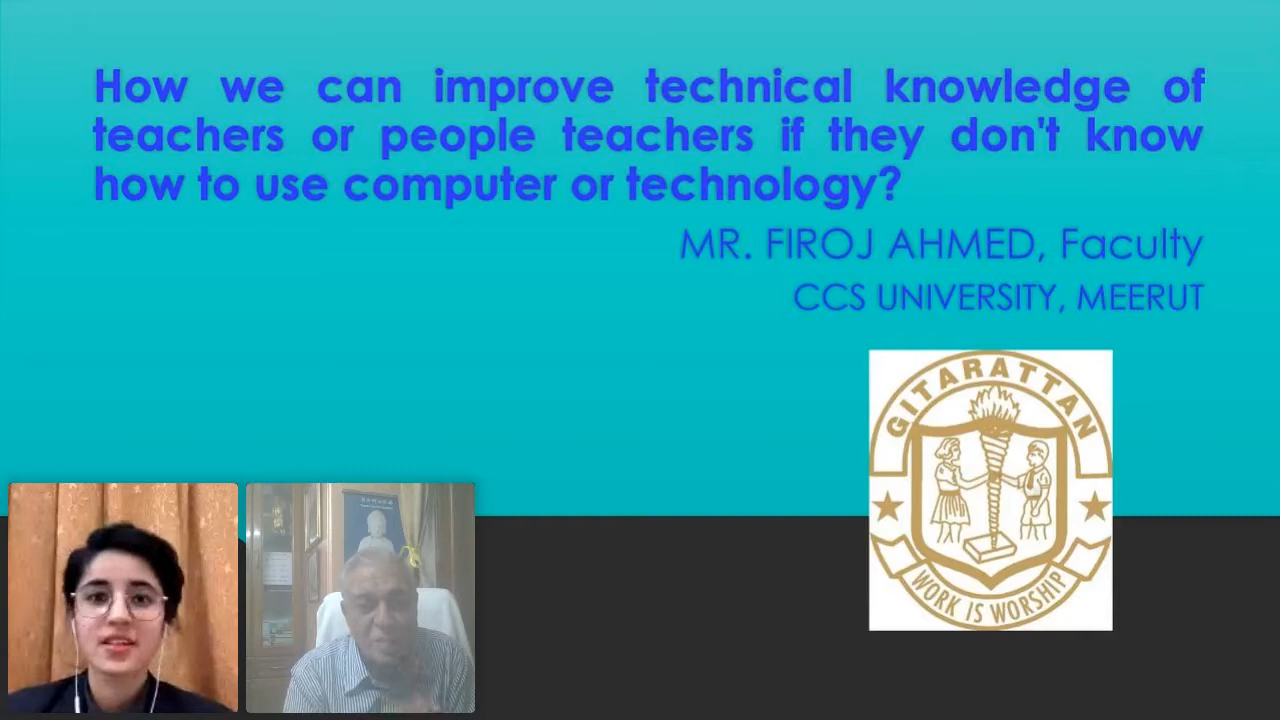 How we can improve technical knowledge of
teachers or people teachers if they don't know
how to use computer or technology?
MR. FIROJ AHMED, Faculty
CCS UNIVERSITY, MEERUT
GITARATTAN
WORK IS WORSHIP